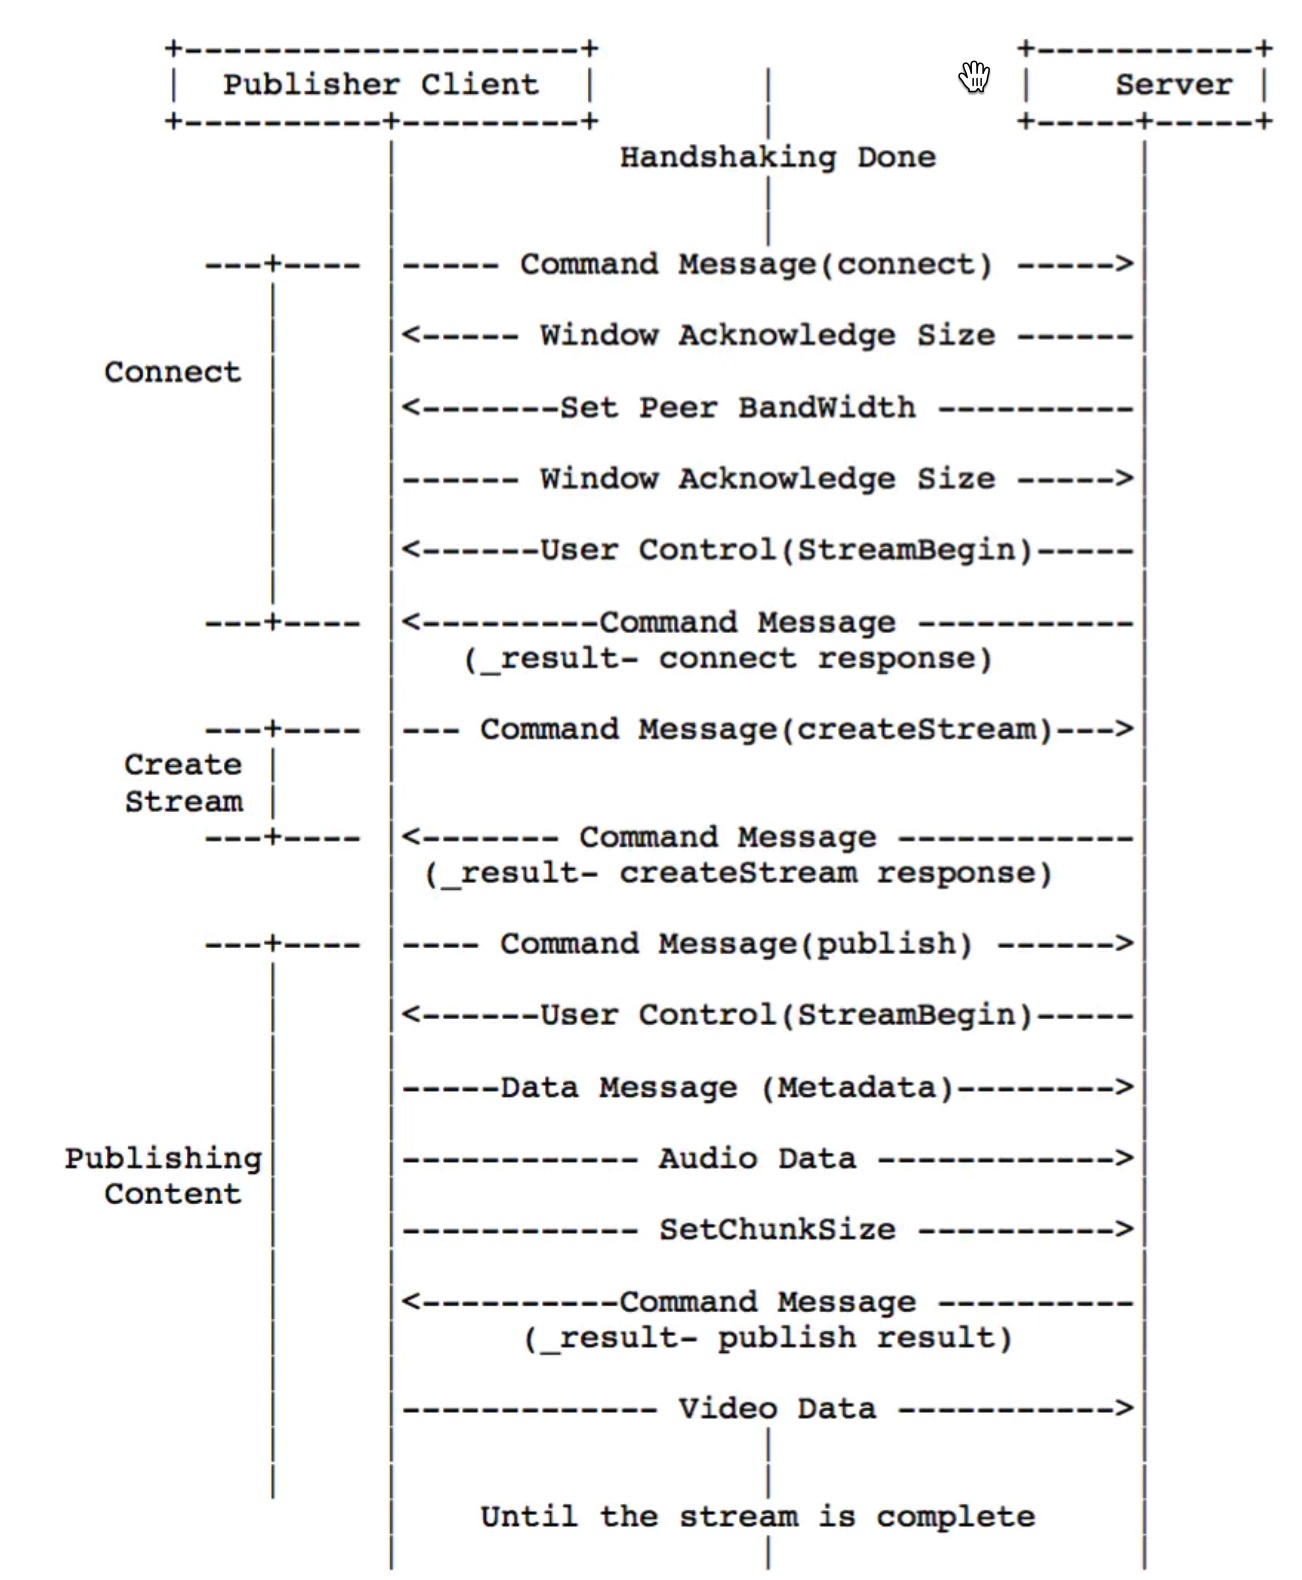 +--------------------+ +-----------+
| Publisher Client | | | Server |
+----------+---------+ | +-----+-----+
| Handshaking Done |
| | |
| | |
---+---- |----- Command Message(connect) ----->|
| | |
| |<----- Window Acknowledge Size ------|
Connect | | |
| |<-------Set Peer BandWidth ----------|
| | |
| |------ Window Acknowledge Size ----->|
| | |
| |<------User Control(StreamBegin)-----|
| | |
---+---- |<---------Command Message -----------|
| (_result- connect response) |
| |
---+---- |--- Command Message(createStream)--->|
Create | | |
Stream | | |
---+---- |<------- Command Message ------------|
| (_result- createStream response) |
| |
---+---- |---- Command Message(publish) ------>|
| | |
| |<------User Control(StreamBegin)-----|
| | |
| |-----Data Message (Metadata)-------->|
| | |
Publishing| |------------ Audio Data ------------>|
Content | | |
| |------------ SetChunkSize ---------->|
| | |
| |<----------Command Message ----------|
| | (_result- publish result) |
| | |
| |------------- Video Data ----------->|
| | | |
| | | |
| Until the stream is complete |
| | |